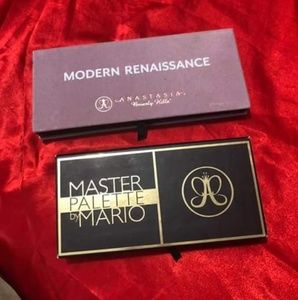 MODERN RENAISSANCE
ANASTASIA
Beverly Hills
MASTER
PALETTE
by MARIO